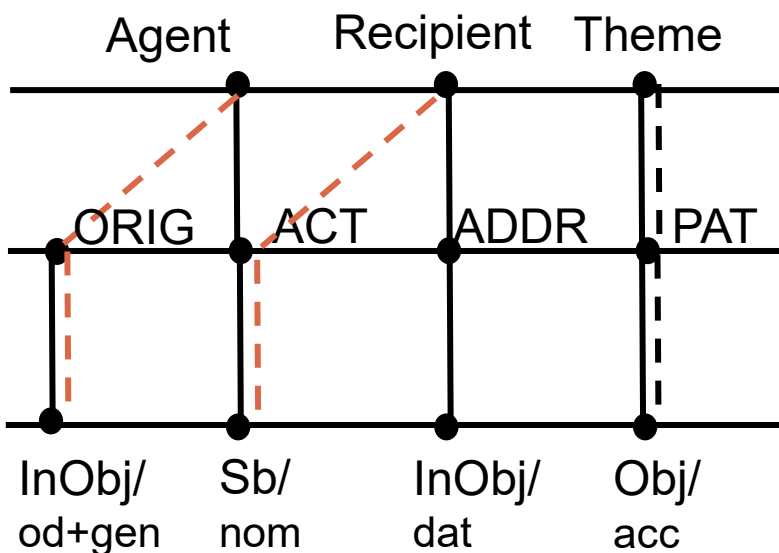 Agent Recipient Theme
ORIG ACT ADDR PAT
InObj/ Sb/ InObj/ Obj/
od+gen nom dat acc